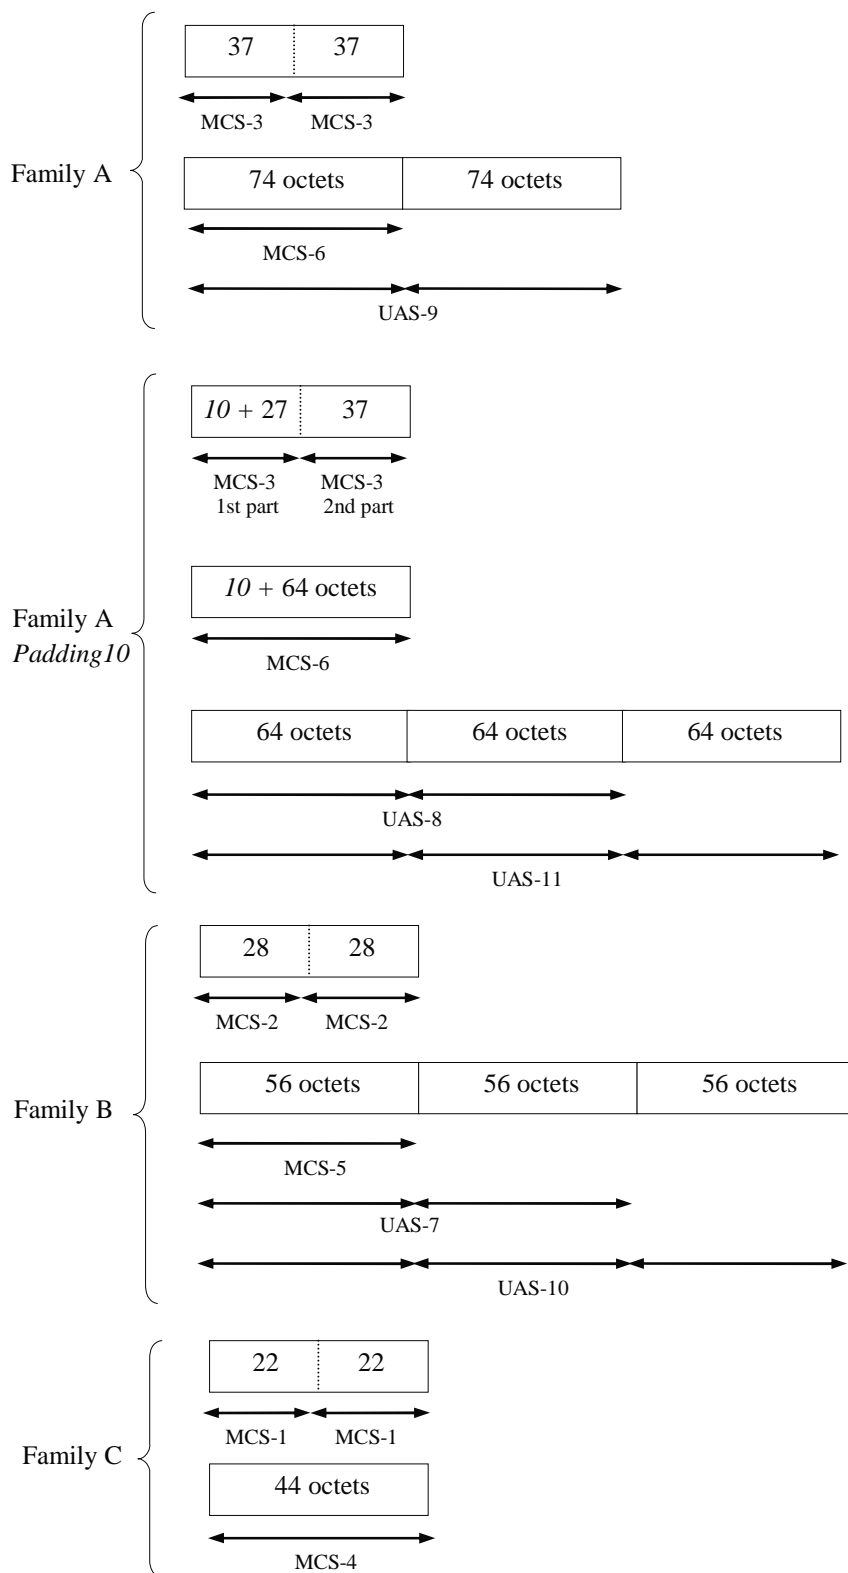 37 37
MCS-3 MCS-3
Family A
74 octets 74 octets
MCS-6
UAS-9
10 + 27 37
MCS-3 MCS-3
1st part 2nd part
10 + 64 octets
Family A
Padding10
MCS-6
64 octets 64 octets 64 octets
UAS-8
UAS-11
28 28
MCS-2 MCS-2
56 octets 56 octets 56 octets
Family B
MCS-5
UAS-7
UAS-10
22 22
MCS-1 MCS-1
Family C
44 octets
MCS-4